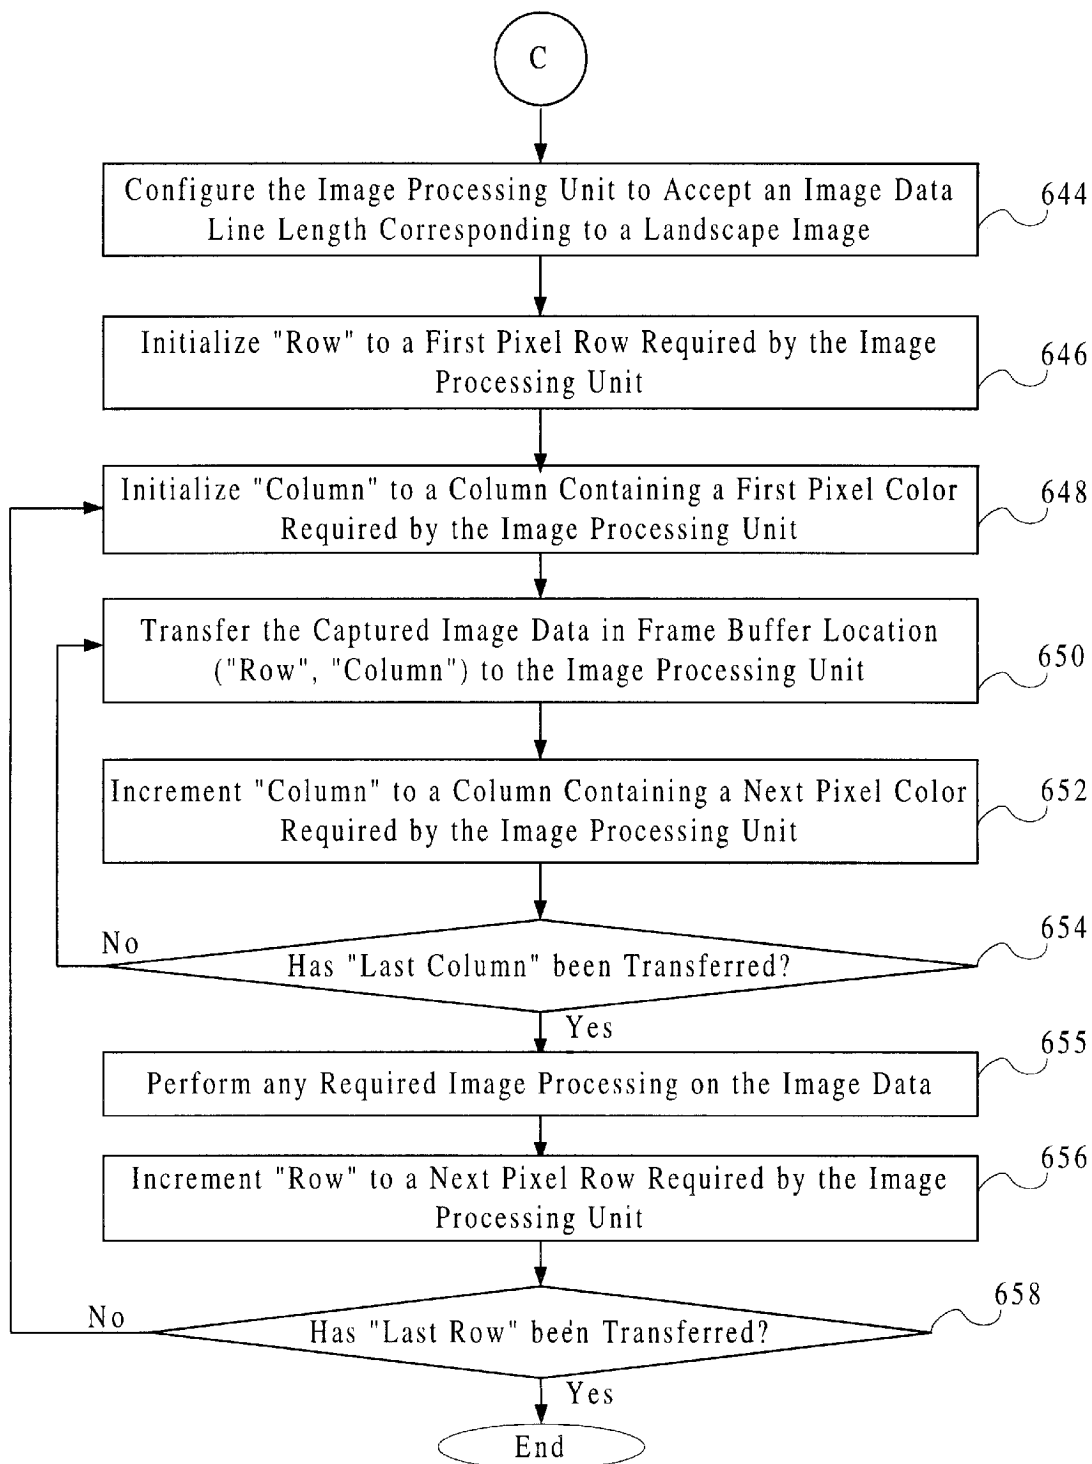 C
Configure the Image Processing Unit to Accept an Image Data
Line Length Corresponding to a Landscape Image
644
Initialize "Row" to a First Pixel Row Required by the Image
Processing Unit
646
Initialize "Column" to a Column Containing a First Pixel Color
Required by the Image Processing Unit
648
Transfer the Captured Image Data in Frame Buffer Location
("Row", "Column") to the Image Processing Unit
650
Increment "Column" to a Column Containing a Next Pixel Color
Required by the Image Processing Unit
652
No
Has "Last Column" been Transferred?
654
Yes
Perform any Required Image Processing on the Image Data
655
Increment "Row" to a Next Pixel Row Required by the Image
Processing Unit
656
No
Has "Last Row" been Transferred?
658
Yes
End